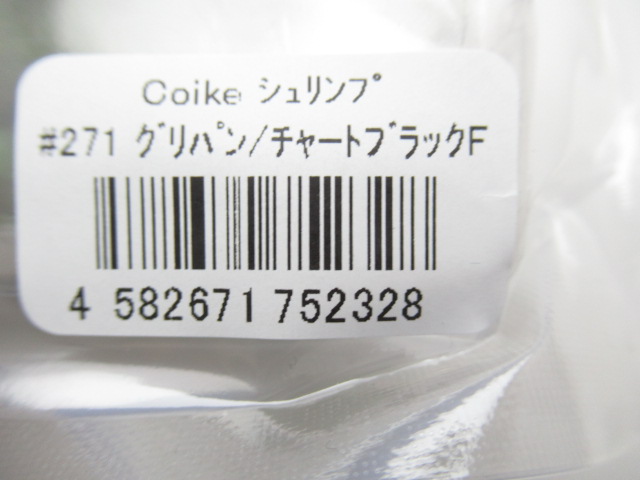 Coike ｼｭﾘﾝﾌﾟ
#271 ｸﾞﾘﾊﾟﾝ/ﾁｬｰﾄﾌﾞﾗｯｸF
4 582671 752328